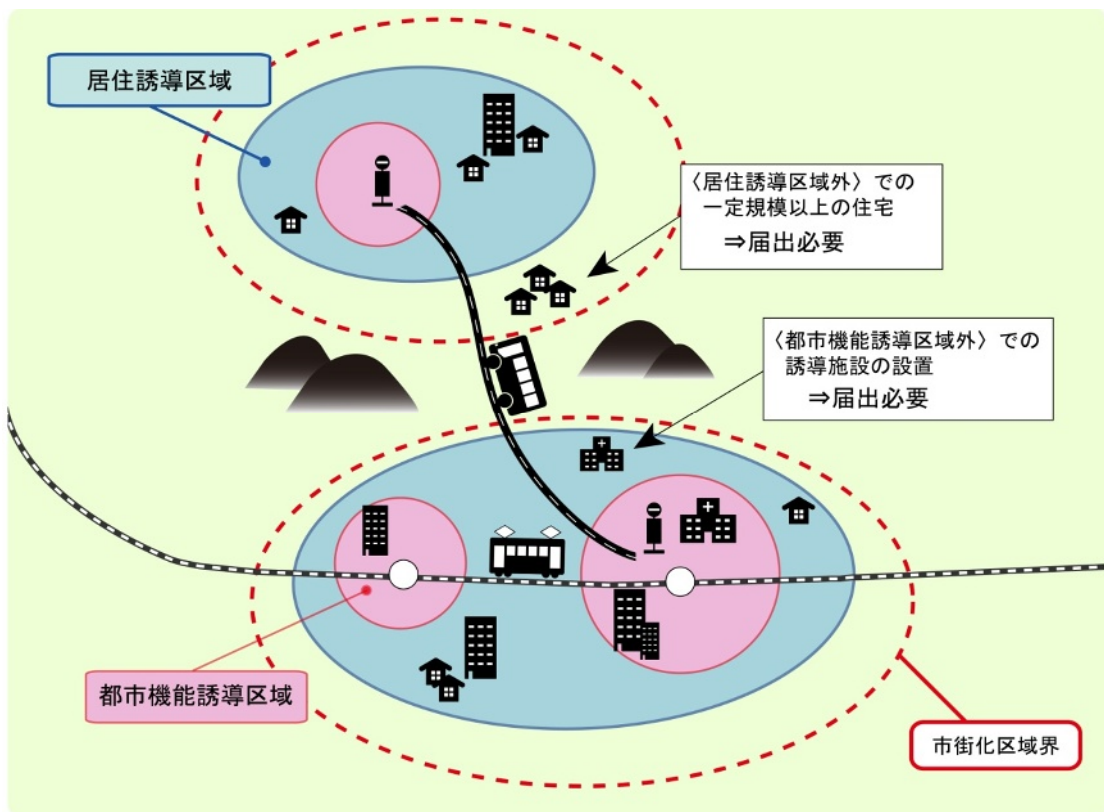 居住誘導区域
〈居住誘導区域外〉での
一定規模以上の住宅
⇒届出必要
〈都市機能誘導区域外〉での
誘導施設の設置
⇒届出必要
都市機能誘導区域
市街化区域界